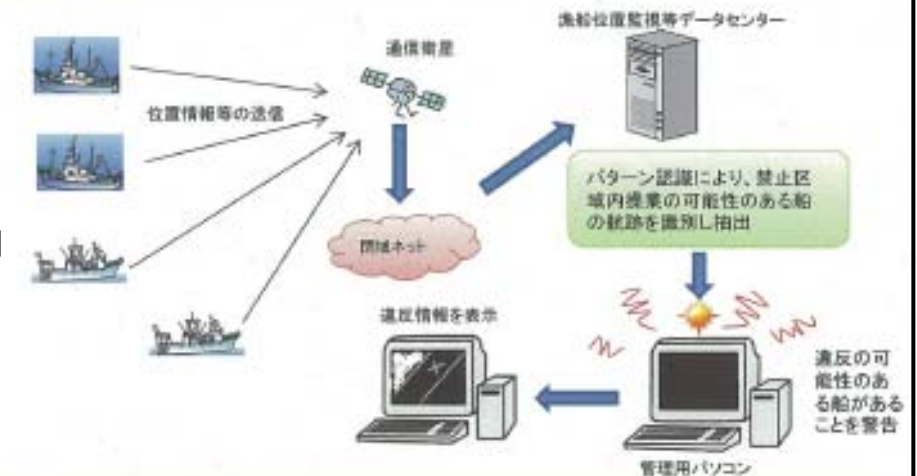 漁船位置監視等データセンター
通信衛星
位置情報等の送信
パターン認識により、禁止区
域内操業の可能性のある船
の航跡を識別し抽出
閉域ネット
違反情報を表示
違反の可
能性のあ
る船がある
ことを警告
管理用パソコン